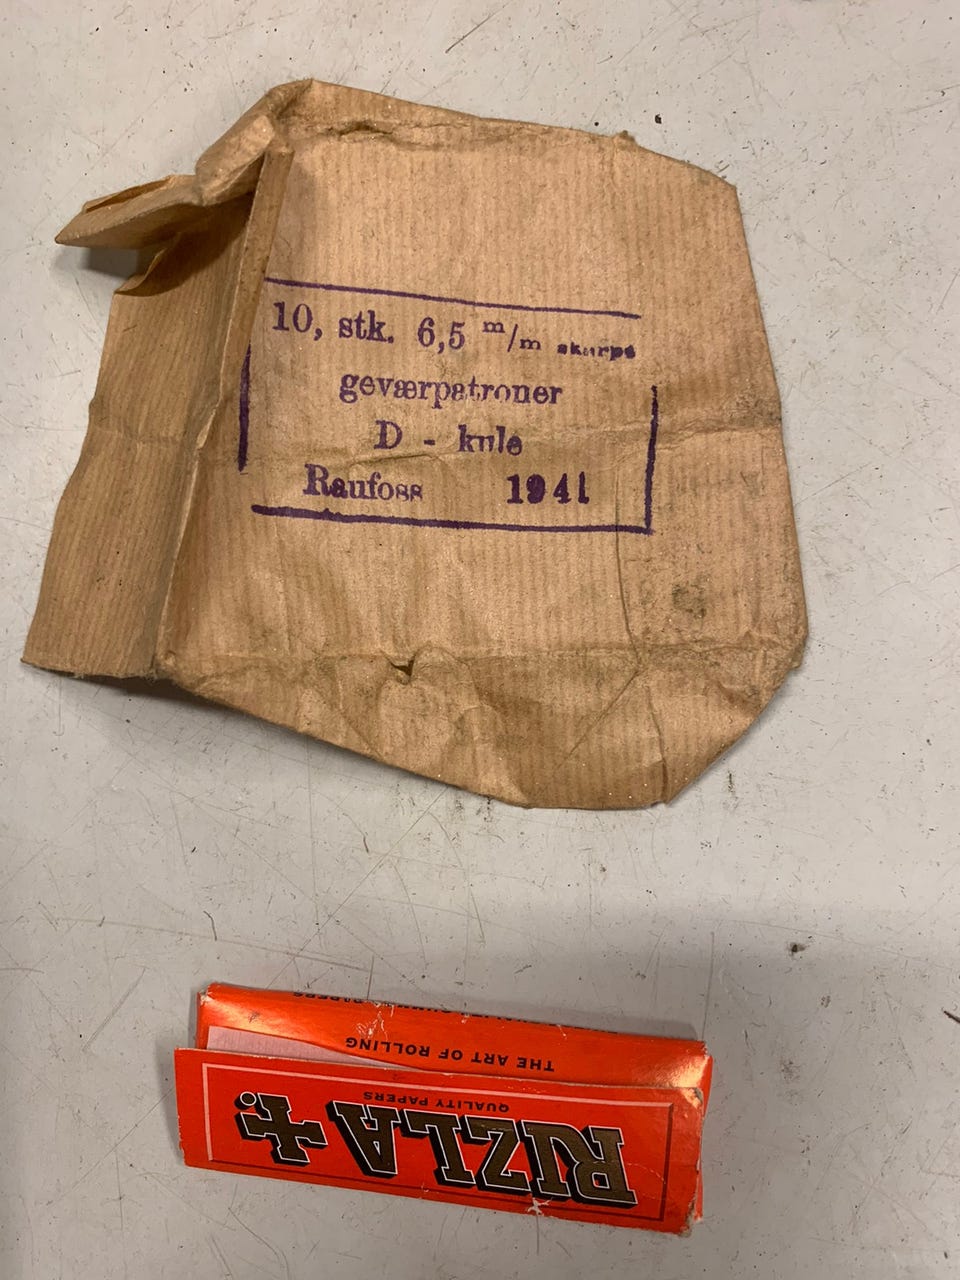 10, stk. 6,5 m/m skarpe
geværpatroner
D - kule
Raufoss 1941
THE ART OF ROLLING
QUALITY PAPERS
RIZLA +.